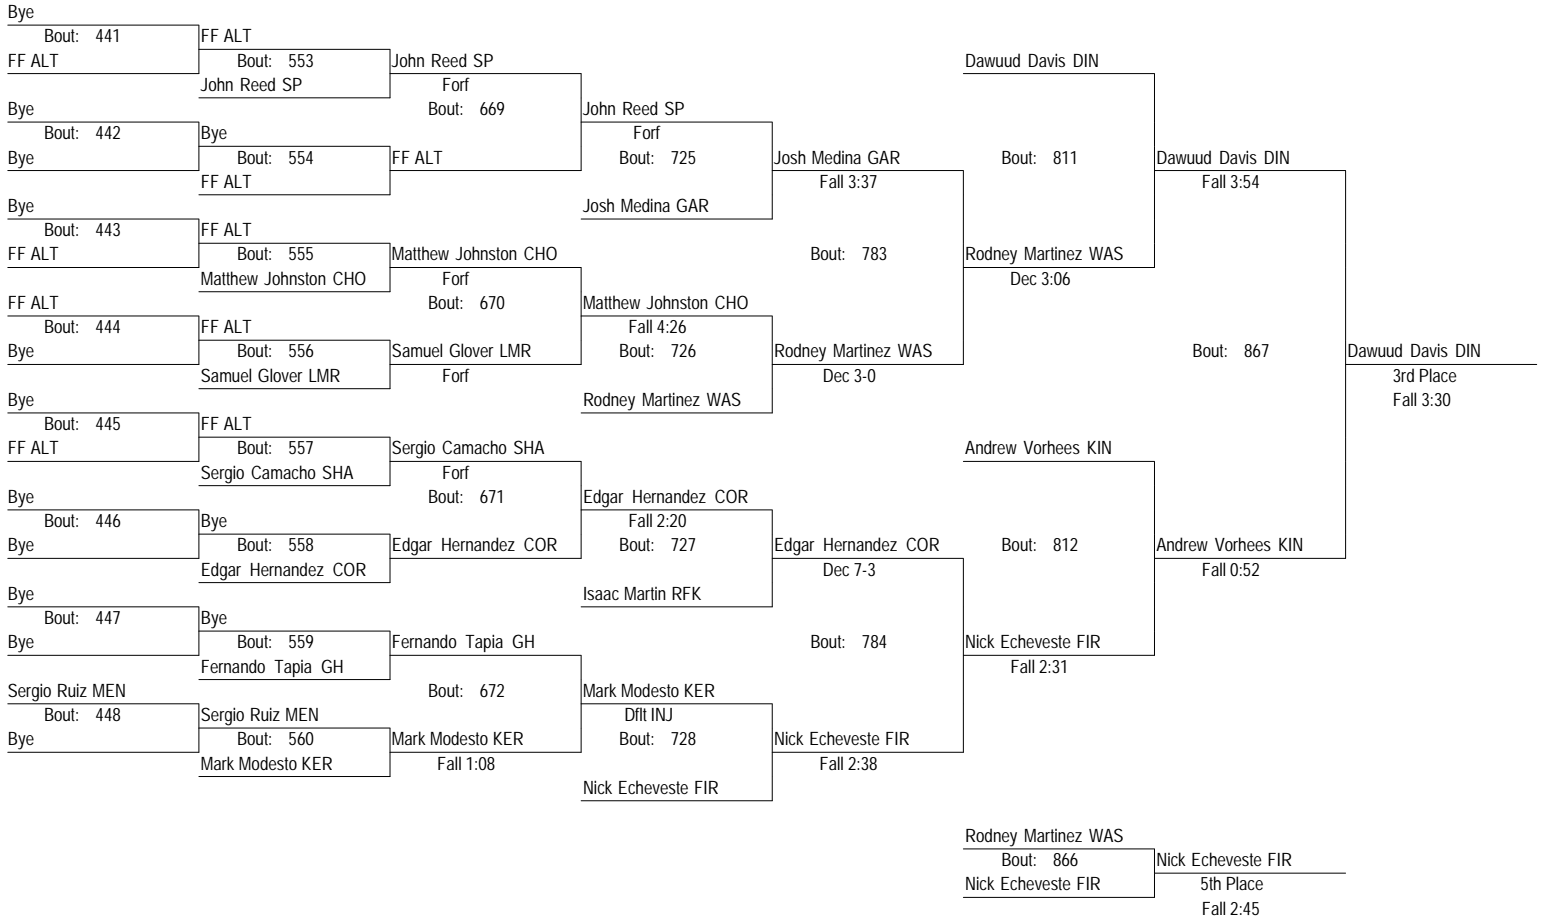 Bye
Bout: 441
FF ALT
Bye
Bout: 442
Bye
Bye
Bout: 443
FF ALT
FF ALT
Bout: 444
Bye
Bye
Bout: 445
FF ALT
Bye
Bout: 446
Bye
Bye
Bout: 447
Bye
Sergio Ruiz MEN
Bout: 448
Bye
FF ALT
Bout: 553
John Reed SP
Bye
Bout: 554
FF ALT
FF ALT
Bout: 555
Matthew Johnston CHO
FF ALT
Bout: 556
Samuel Glover LMR
FF ALT
Bout: 557
Sergio Camacho SHA
Bye
Bout: 558
Edgar Hernandez COR
Bye
Bout: 559
Fernando Tapia GH
Sergio Ruiz MEN
Bout: 560
Mark Modesto KER
John Reed SP
Forf
Bout: 669
FF ALT
Matthew Johnston CHO
Forf
Bout: 670
Samuel Glover LMR
Forf
Sergio Camacho SHA
Forf
Bout: 671
Edgar Hernandez COR
Fernando Tapia GH
Bout: 672
Mark Modesto KER
Fall 1:08
John Reed SP
Forf
Bout: 725
Josh Medina GAR
Matthew Johnston CHO
Fall 4:26
Bout: 726
Rodney Martinez WAS
Edgar Hernandez COR
Fall 2:20
Bout: 727
Isaac Martin RFK
Mark Modesto KER
Dflt INJ
Bout: 728
Nick Echeveste FIR
Josh Medina GAR
Fall 3:37
Bout: 783
Rodney Martinez WAS
Dec 3-0
Edgar Hernandez COR
Dec 7-3
Bout: 784
Nick Echeveste FIR
Fall 2:38
Dawuud Davis DIN
Bout: 811
Rodney Martinez WAS
Dec 3:06
Andrew Vorhees KIN
Bout: 812
Nick Echeveste FIR
Fall 2:31
Dawuud Davis DIN
Fall 3:54
Bout: 867
Andrew Vorhees KIN
Fall 0:52
Dawuud Davis DIN
3rd Place
Fall 3:30
Rodney Martinez WAS
Bout: 866
Nick Echeveste FIR
Nick Echeveste FIR
5th Place
Fall 2:45